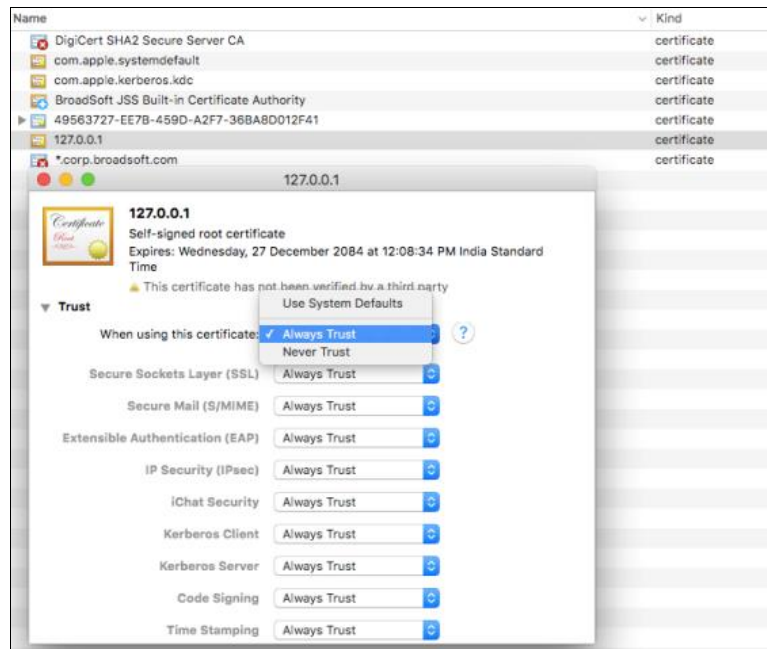 Name
Kind
DigiCert SHA2 Secure Server CA
certificate
com.apple.systemdefault
certificate
com.apple.kerberos.kdc
certificate
BroadSoft JSS Built-in Certificate Authority
certificate
49563727-EE7B-459D-A2F7-36BA8D012F41
certificate
127.0.0.1
certificate
*.corp.broadsoft.com
certificate
127.0.0.1
Certificate
Root
127.0.0.1
Self-signed root certificate
Expires: Wednesday, 27 December 2084 at 12:08:34 PM India Standard
Time
This certificate has not been verified by a third party
Use System Defaults
Trust
When using this certificate: ✓ Always Trust
?
Never Trust
Secure Sockets Layer (SSL) Always Trust
Secure Mail (S/MIME) Always Trust
Extensible Authentication (EAP) Always Trust
IP Security (IPsec) Always Trust
iChat Security Always Trust
Kerberos Client Always Trust
Kerberos Server Always Trust
Code Signing Always Trust
Time Stamping Always Trust